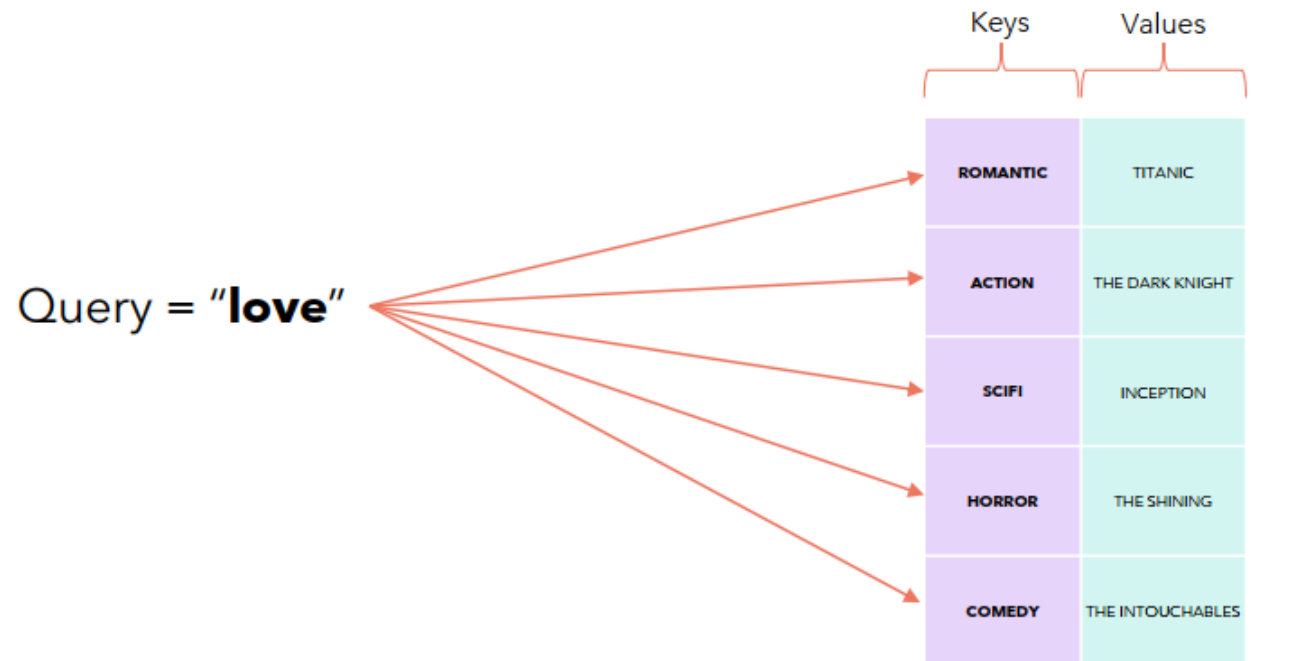 Keys Values
ROMANTIC TITANIC
ACTION THE DARK KNIGHT
Query = “love”
SCIFI INCEPTION
HORROR THE SHINING
COMEDY THE INTOUCHABLES